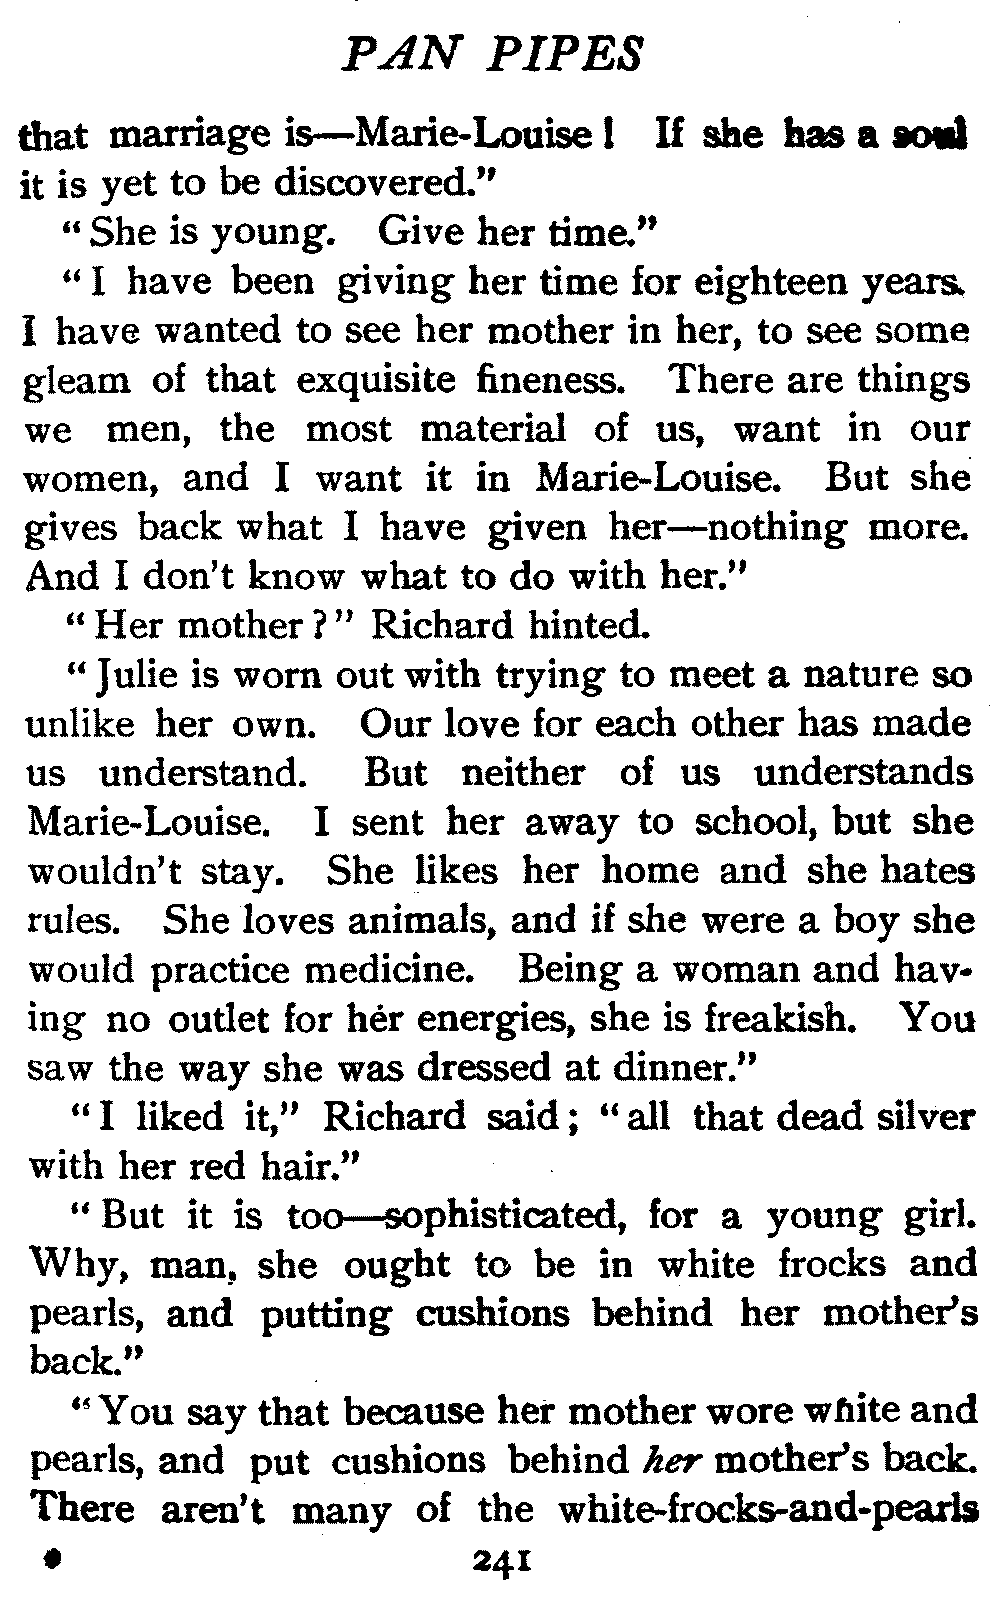 PAN PIPES
that marriage is—Marie-Louise! If she has a soul
it is yet to be discovered."
"She is young. Give her time."
"I have been giving her time for eighteen years.
I have wanted to see her mother in her, to see some
gleam of that exquisite fineness. There are things
we men, the most material of us, want in our
women, and I want it in Marie-Louise. But she
gives back what I have given her—nothing more.
And I don't know what to do with her."
"Her mother?" Richard hinted.
"Julie is worn out with trying to meet a nature so
unlike her own. Our love for each other has made
us understand. But neither of us understands
Marie-Louise. I sent her away to school, but she
wouldn't stay. She likes her home and she hates
rules. She loves animals, and if she were a boy she
would practice medicine. Being a woman and hav-
ing no outlet for her energies, she is freakish. You
saw the way she was dressed at dinner."
"I liked it," Richard said; "all that dead silver
with her red hair."
"But it is too—sophisticated, for a young girl.
Why, man, she ought to be in white frocks and
pearls, and putting cushions behind her mother's
back."
"You say that because her mother wore white and
pearls, and put cushions behind her mother's back.
There aren't many of the white-frocks-and-pearls
241